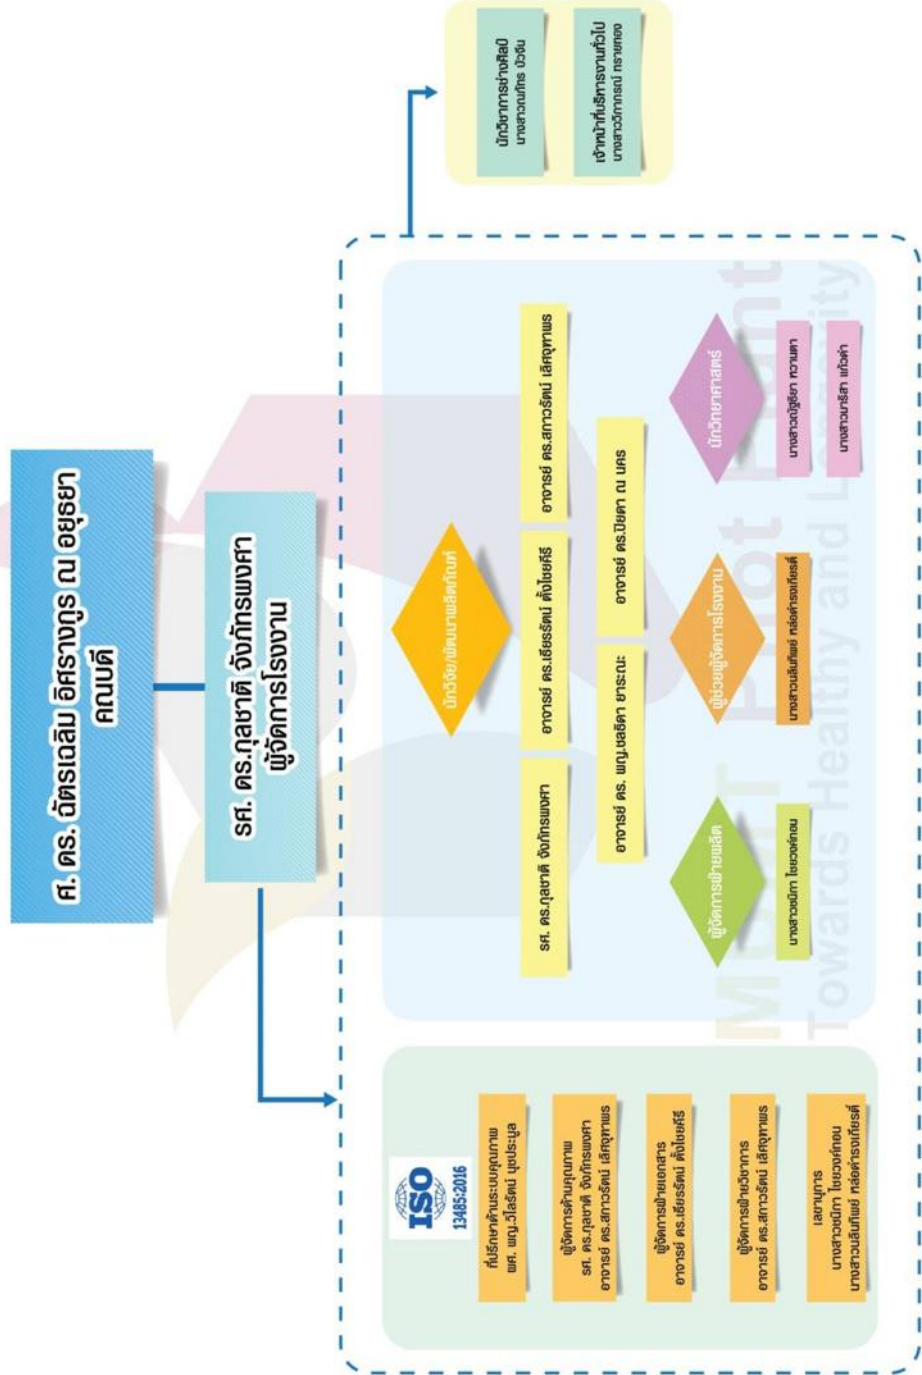 ศ. ดร. ฉัตรเฉลิม อิศรางกูร ณ อยุธยา
คณบดี
รศ. ดร.กุลชาติ จังภัทรพงศา
ผู้จัดการโรงงาน
ISO
13485:2016
ที่ปรึกษาด้านระบบคุณภาพ
ผศ. พญ.วิไลรัตน์ นุชประมูล
ผู้จัดการด้านคุณภาพ
รศ. ดร.กุลชาติ จังภัทรพงศา
อาจารย์ ดร.สภาวรัตน์ เลิศจุฑาพร
ผู้จัดการฝ่ายเอกสาร
อาจารย์ ดร.เธียรรัตน์ ตั้งไชยคีรี
ผู้จัดการฝ่ายวิชาการ
อาจารย์ ดร.สภาวรัตน์ เลิศจุฑาพร
เลขานุการ
นางสาวชนิกา ไชยวงค์ทอน
นางสาวนลินทิพย์ หล่อดำรงเกียรติ์
นักวิจัย/พัฒนาผลิตภัณฑ์
รศ. ดร.กุลชาติ จังภัทรพงศา
อาจารย์ ดร.เธียรรัตน์ ตั้งไชยคีรี
อาจารย์ ดร.สภาวรัตน์ เลิศจุฑาพร
อาจารย์ ดร. พญ.ชลธิดา ยาระณะ
อาจารย์ ดร.ปิยดา ณ นคร
ผู้จัดการฝ่ายผลิต
นางสาวชนิกา ไชยวงค์ทอน
ผู้ช่วยผู้จัดการโรงงาน
นางสาวนลินทิพย์ หล่อดำรงเกียรติ์
นักวิทยาศาสตร์
นางสาวณัฐธิยา ทวานตา
นางสาวมาริสา แก้วดำ
Towards Healthy and Longevity
นักวิชาการช่างศิลป์
นางสาวณภัทร บัวจีน
เจ้าหน้าที่บริหารงานทั่วไป
นางสาววิภาภรณ์ ทรายทอง